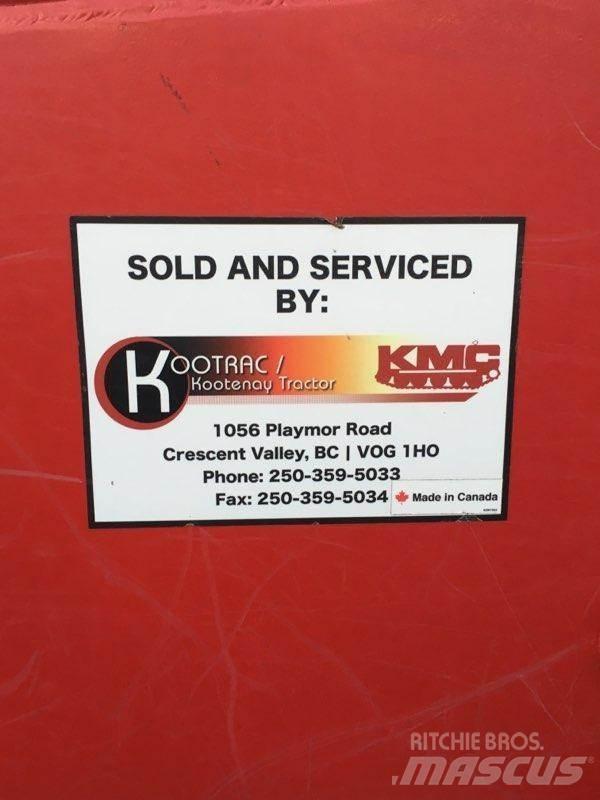 SOLD AND SERVICED
BY:
KOOTRAC /
Kootenay Tractor
KMC
1056 Playmor Road
Crescent Valley, BC | VOG 1HO
Phone: 250-359-5033
Fax: 250-359-5034
Made in Canada
RITCHIE BROS.
MASCUS